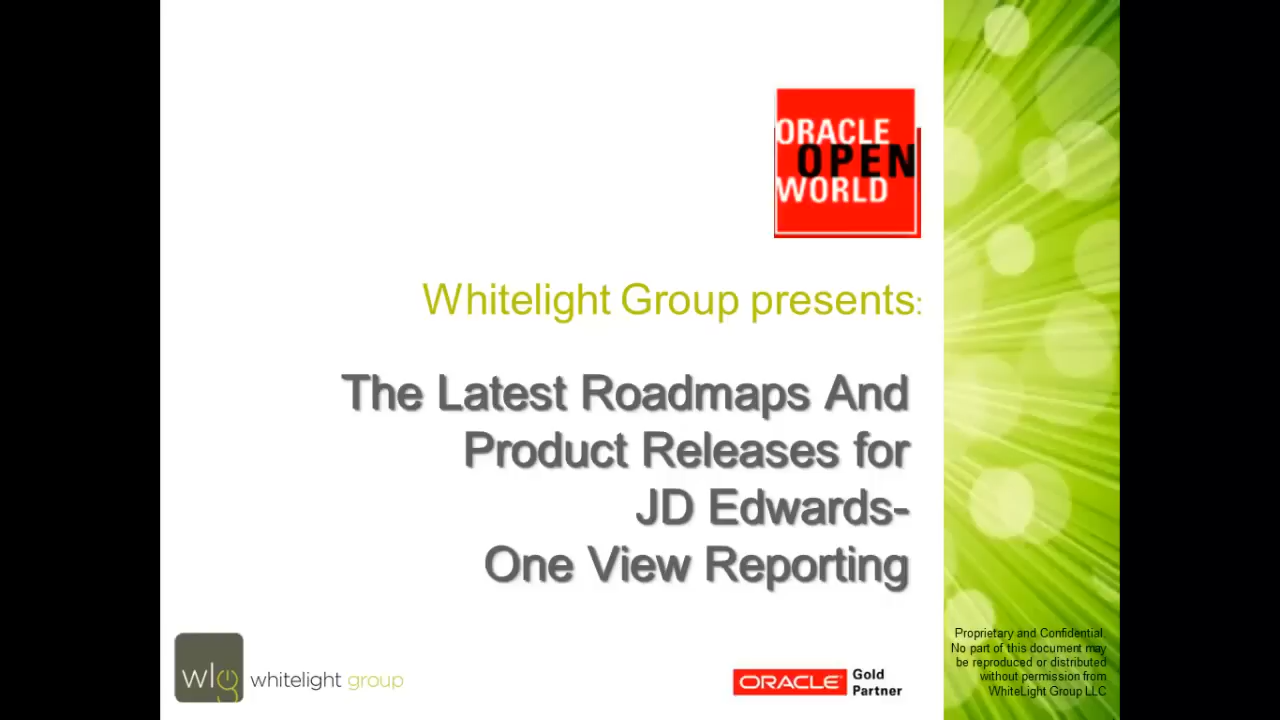 ORACLE
OPEN
WORLD
Whitelight Group presents:
The Latest Roadmaps And
Product Releases for
JD Edwards-
One View Reporting
wlg whitelight group
ORACLE Gold
Partner
Proprietary and Confidential.
No part of this document may
be reproduced or distributed
without permission from
WhiteLight Group LLC